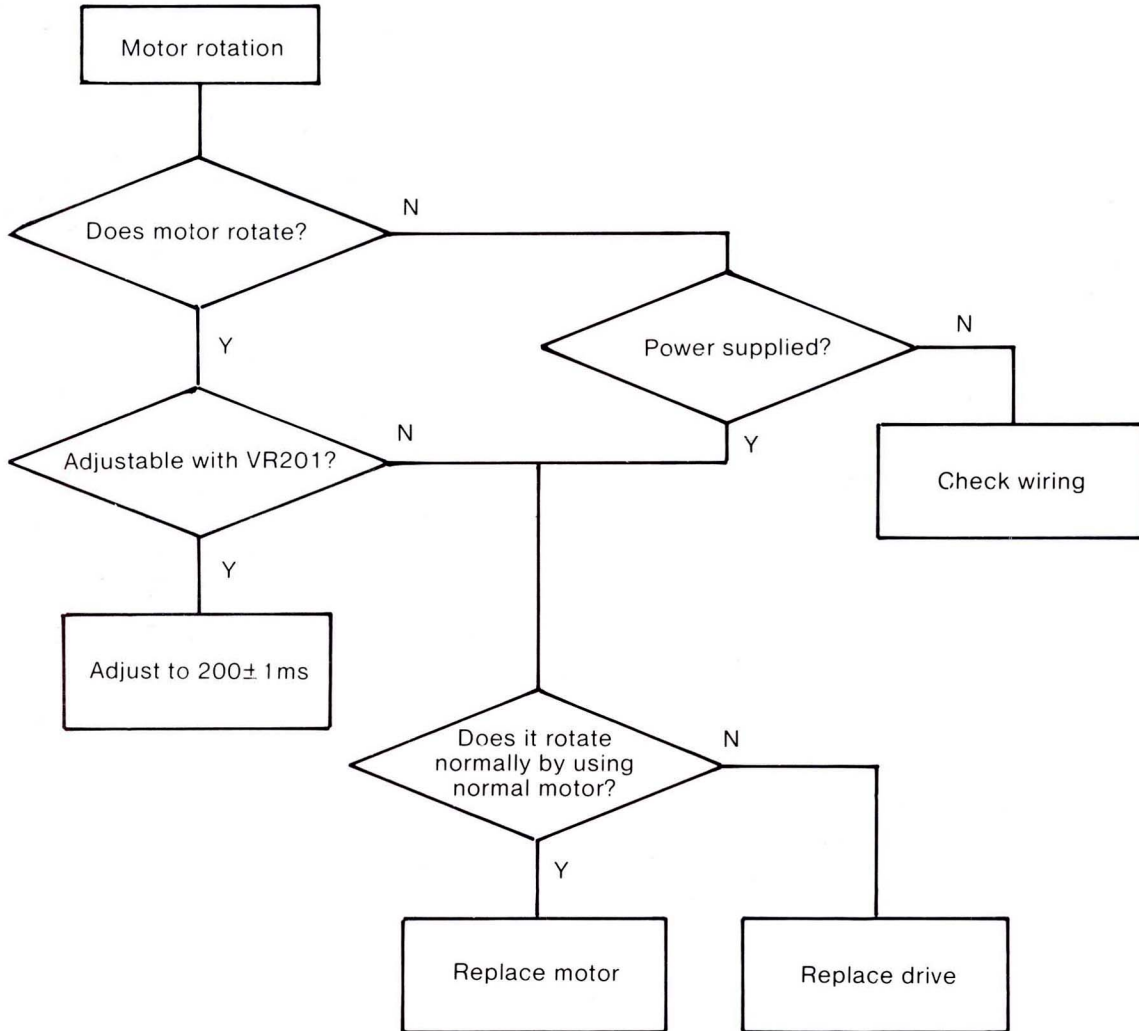 Motor rotation
Does motor rotate?
N
Y
Power supplied?
N
Y
Check wiring
Adjustable with VR201?
N
Y
Adjust to 200± 1ms
Does it rotate
normally by using
normal motor?
N
Y
Replace motor
Replace drive